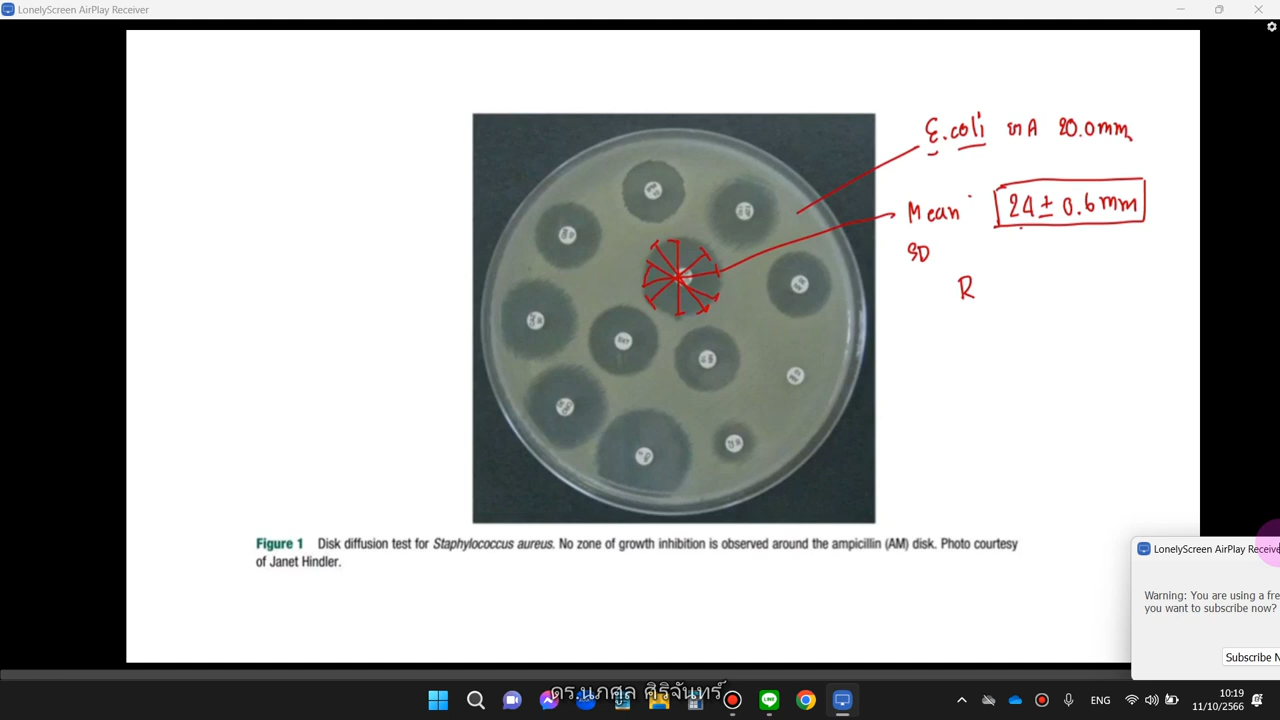 LonelyScreen AirPlay Receiver
E.coli ยา A 20.0mm
Mean 24 ± 0.6mm
SD
R
Figure 1 Disk diffusion test for Staphylococcus aureus. No zone of growth inhibition is observed around the ampicillin (AM) disk. Photo courtesy
of Janet Hindler.
LonelyScreen AirPlay Receive
Warning: You are using a fre
you want to subscribe now?
Subscribe N
ดร.นภศูล ศิริจันทร์
ENG
10:19
11/10/2566